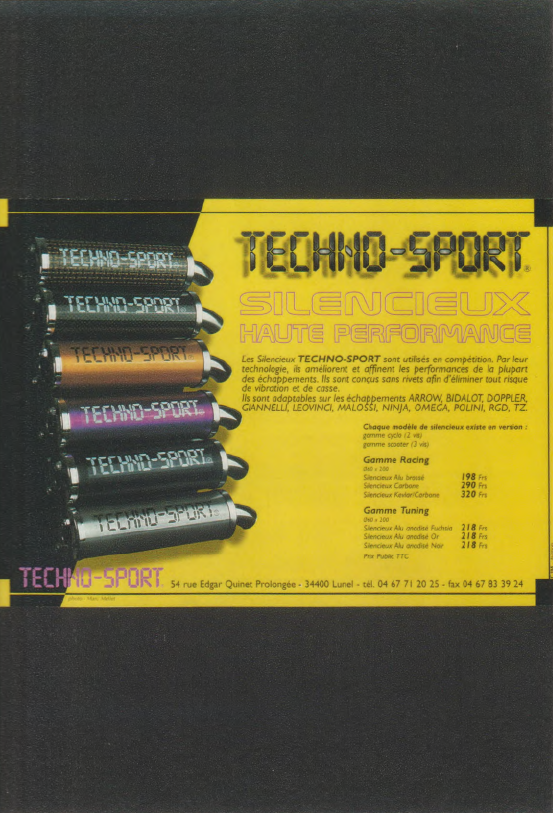 TECHNO-SPORT
TECHNO-SPORT
TECHNO-SPORT
TECHNO-SPORT
TECHNO-SPORT
TECHNO-SPORT
TECHNO-SPORT®
SILENCIEUX
HAUTE PERFORMANCE
Les Silencieux TECHNO-SPORT sont utilisés en compétition. Par leur
technologie, ils améliorent et affinent les performances de la plupart
des échappements. Ils sont conçus sans rivets afin d'éliminer tout risque
de vibration et de casse.
Ils sont adaptables sur les échappements ARROW, BIDALOT, DOPPLER,
GIANNELLI, LEOVINCI, MALOSSI, NINJA, OMEGA, POLINI, RGD, TZ.
Chaque modèle de silencieux existe en version :
gamme cyclo (2 vis)
gamme scooter (3 vis)
Gamme Racing
Ø60 x 200
Silencieux Alu brossé 198 Frs
Silencieux Carbone 290 Frs
Silencieux Kevlar/Carbone 320 Frs
Gamme Tuning
Ø60 x 200
Silencieux Alu anodisé Fuchsia 218 Frs
Silencieux Alu anodisé Or 218 Frs
Silencieux Alu anodisé Noir 218 Frs
Prix Public TTC
TECHNO-SPORT
54 rue Edgar Quinet Prolongée - 34400 Lunel - tél. 04 67 71 20 25 - fax 04 67 83 39 24